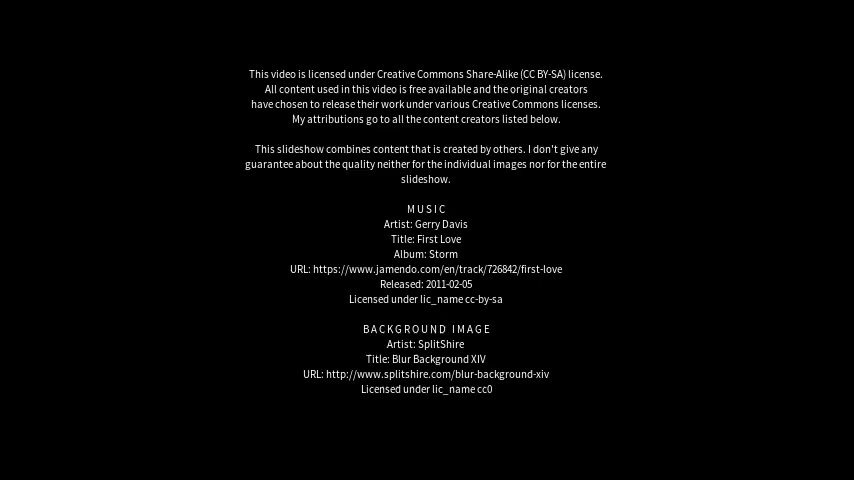 This video is licensed under Creative Commons Share-Alike (CC BY-SA) license.
All content used in this video is free available and the original creators
have chosen to release their work under various Creative Commons licenses.
My attributions go to all the content creators listed below.
This slideshow combines content that is created by others. I don't give any
guarantee about the quality neither for the individual images nor for the entire
slideshow.
MUSIC
Artist: Gerry Davis
Title: First Love
Album: Storm
URL: https://www.jamendo.com/en/track/726842/first-love
Released: 2011-02-05
Licensed under lic_name cc-by-sa
BACKGROUND IMAGE
Artist: SplitShire
Title: Blur Background XIV
URL: http://www.splitshire.com/blur-background-xiv
Licensed under lic_name cc0